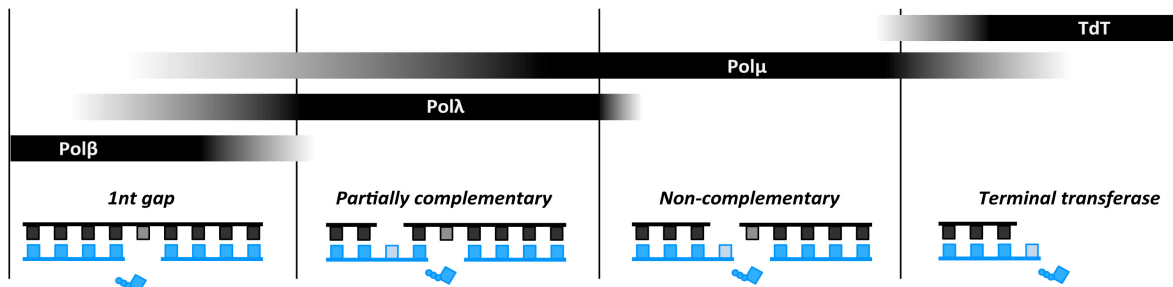 TdT
Polμ
Polλ
Polβ
1nt gap
Partially complementary
Non-complementary
Terminal transferase